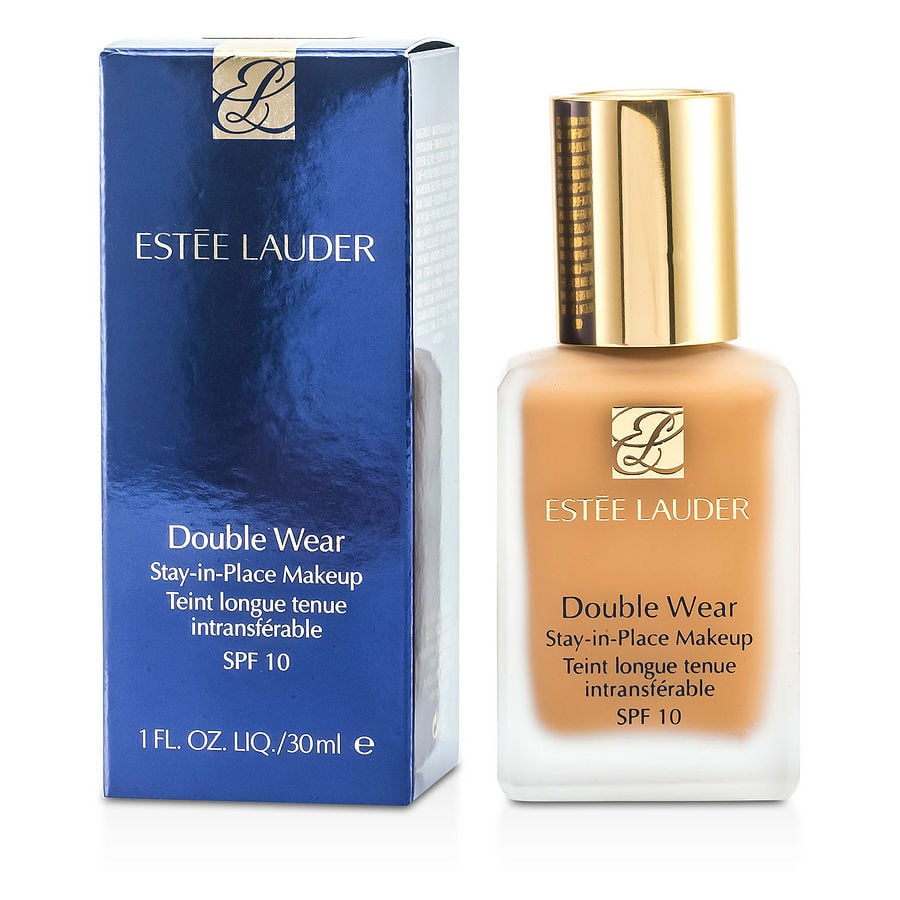 ESTĒE LAUDER
Double Wear
Stay-in-Place Makeup
Teint longue tenue
intransférable
SPF 10
1 FL. OZ. LIQ./30ml e
ESTĒE LAUDER
Double Wear
Stay-in-Place Makeup
Teint longue tenue
intransférable
SPF 10